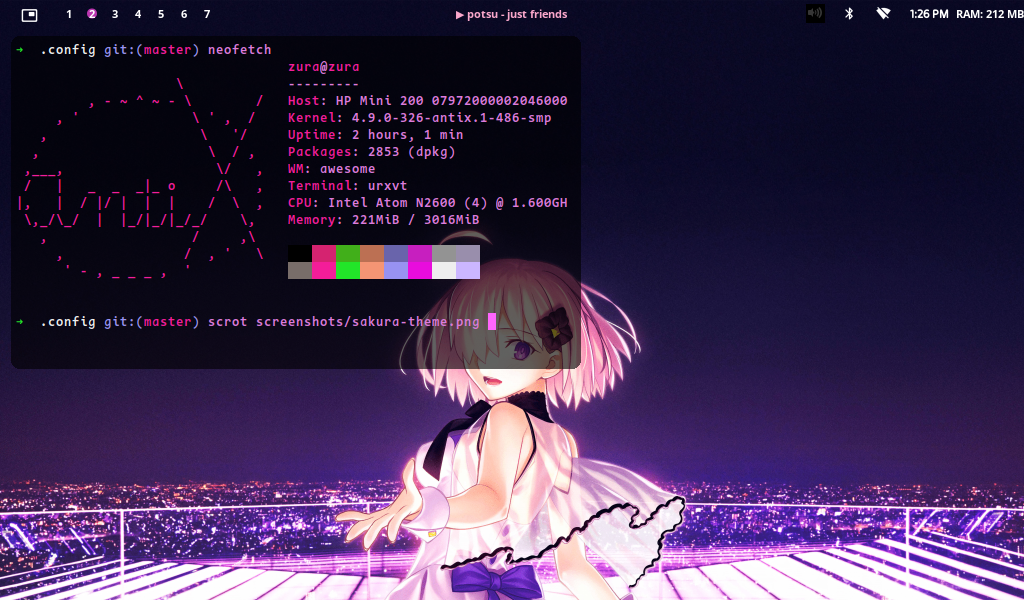 1 2 3 4 5 6 7
▶ potsu - just friends
1:26 PM RAM: 212 MB
➜ .config git:(master) neofetch
zura@zura
---------
Host: HP Mini 200 07972000002046000
Kernel: 4.9.0-326-antix.1-486-smp
Uptime: 2 hours, 1 min
Packages: 2853 (dpkg)
WM: awesome
Terminal: urxvt
CPU: Intel Atom N2600 (4) @ 1.600GH
Memory: 221MiB / 3016MiB
➜ .config git:(master) scrot screenshots/sakura-theme.png